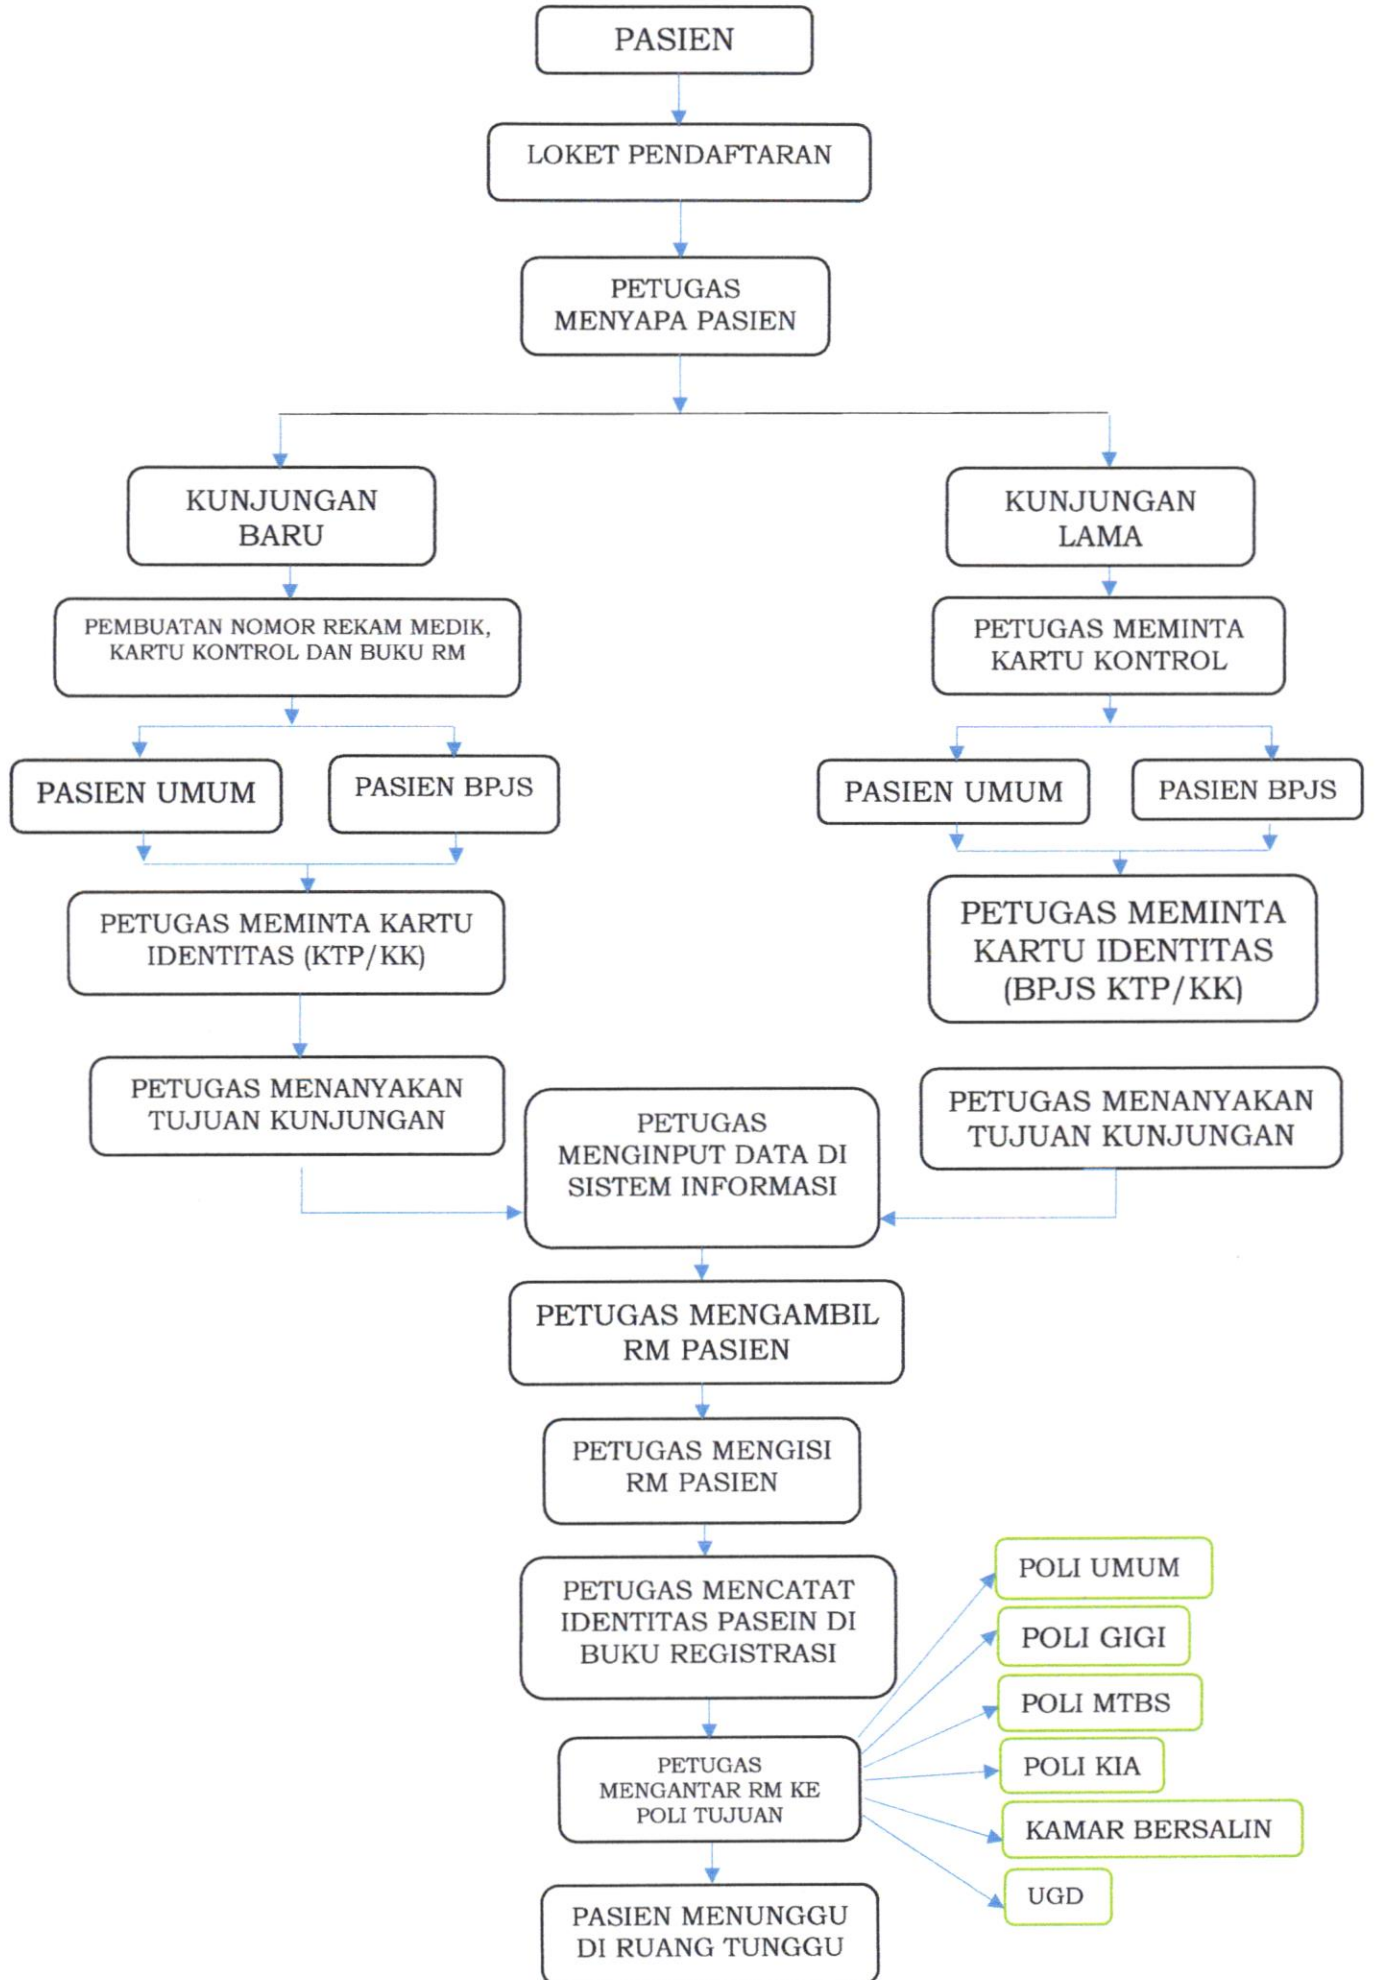 PASIEN
LOKET PENDAFTARAN
PETUGAS
MENYAPA PASIEN
KUNJUNGAN
BARU
KUNJUNGAN
LAMA
PEMBUATAN NOMOR REKAM MEDIK,
KARTU KONTROL DAN BUKU RM
PETUGAS MEMINTA
KARTU KONTROL
PASIEN UMUM
PASIEN BPJS
PASIEN UMUM
PASIEN BPJS
PETUGAS MEMINTA KARTU
IDENTITAS (KTP/KK)
PETUGAS MEMINTA
KARTU IDENTITAS
(BPJS KTP/KK)
PETUGAS MENANYAKAN
TUJUAN KUNJUNGAN
PETUGAS
MENGINPUT DATA DI
SISTEM INFORMASI
PETUGAS MENANYAKAN
TUJUAN KUNJUNGAN
PETUGAS MENGAMBIL
RM PASIEN
PETUGAS MENGISI
RM PASIEN
PETUGAS MENCATAT
IDENTITAS PASEIN DI
BUKU REGISTRASI
PETUGAS
MENGANTAR RM KE
POLI TUJUAN
POLI UMUM
POLI GIGI
POLI MTBS
POLI KIA
KAMAR BERSALIN
UGD
PASIEN MENUNGGU
DI RUANG TUNGGU